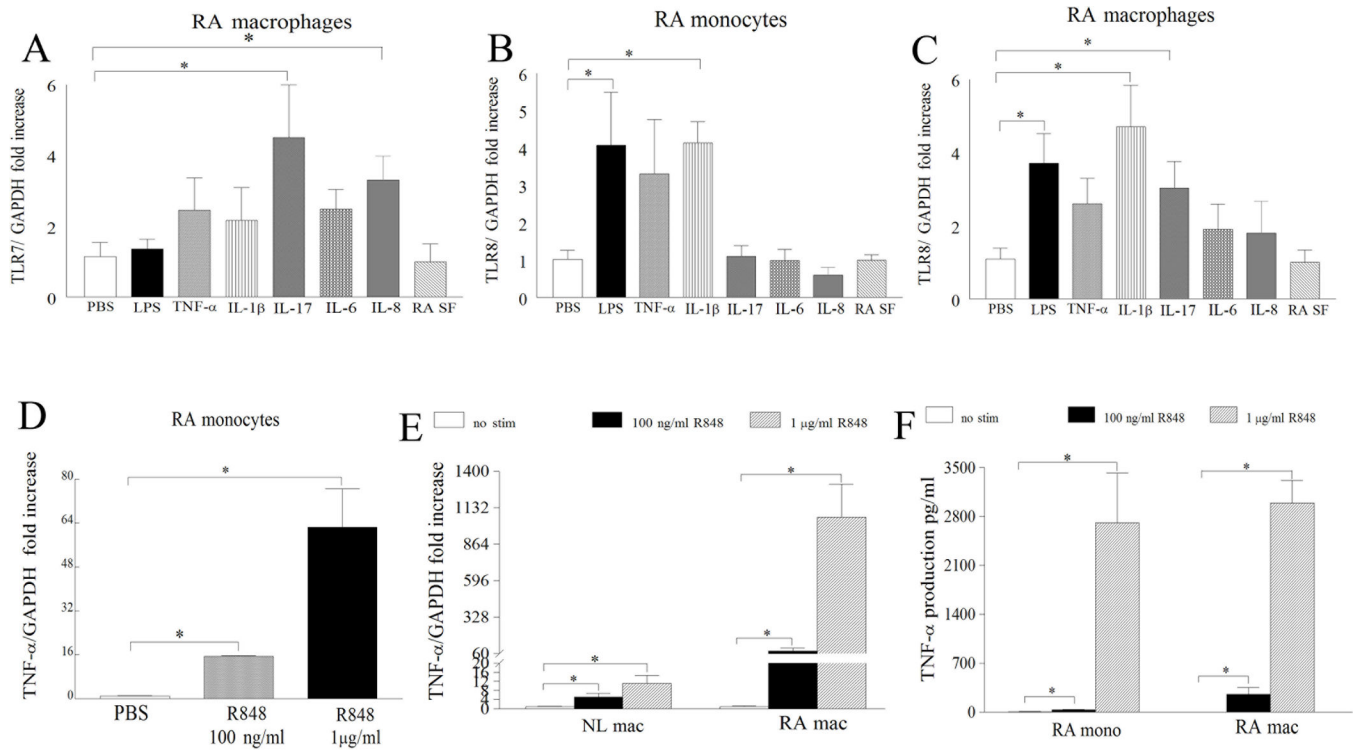 A
RA macrophages
TLR7/ GAPDH fold increase
6
4
2
0
*
*
PBS LPS TNF-α IL-1β IL-17 IL-6 IL-8 RA SF
B
RA monocytes
TLR8/ GAPDH fold increase
6
5
4
3
2
1
0
*
*
PBS LPS TNF-α IL-1β IL-17 IL-6 IL-8 RA SF
C
RA macrophages
TLR8/ GAPDH fold increase
6
4
2
0
*
*
*
PBS LPS TNF-α IL-1β IL-17 IL-6 IL-8 RA SF
D
RA monocytes
TNF-α/GAPDH fold increase
80
64
48
32
16
0
*
*
PBS R848 R848
100 ng/ml 1µg/ml
E
no stim 100 ng/ml R848 1 µg/ml R848
TNF-α/GAPDH fold increase
1400
1132
864
596
328
60
20
16
12
8
4
0
*
*
*
*
NL mac RA mac
F
no stim 100 ng/ml R848 1 µg/ml R848
TNF-α production pg/ml
3500
2800
2100
1400
700
0
*
*
*
*
RA mono RA mac